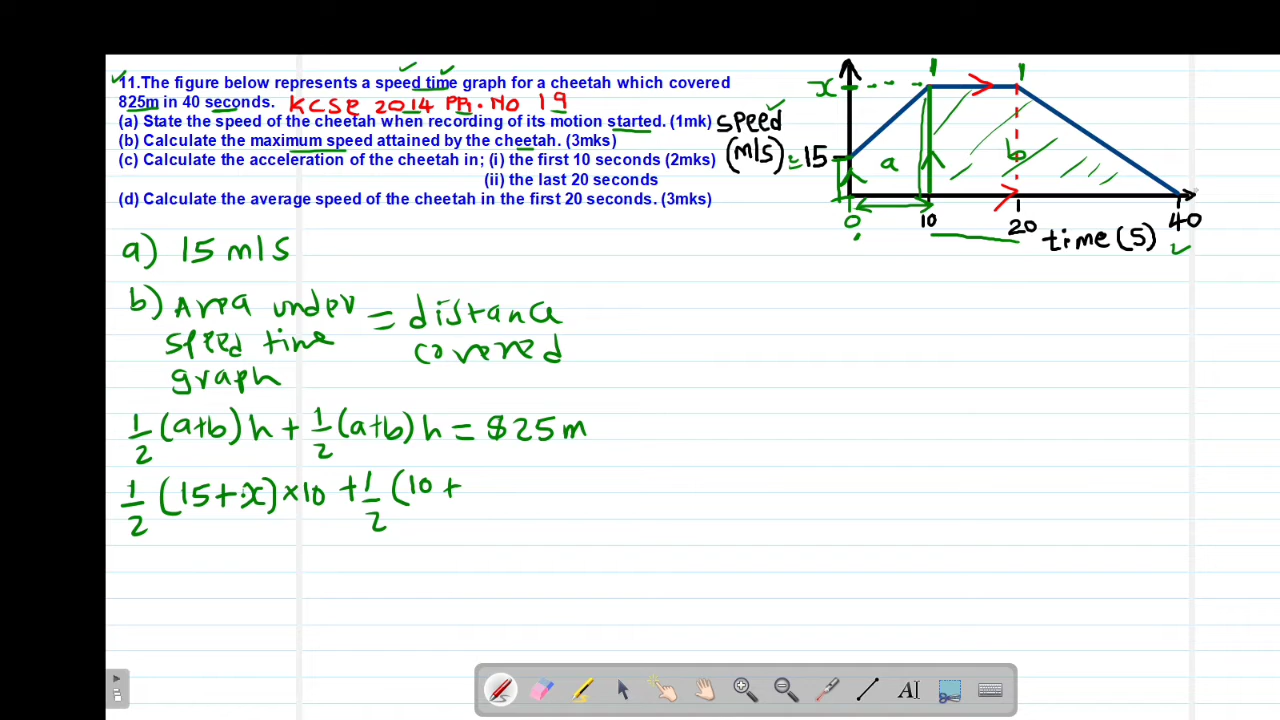 11.The figure below represents a speed time graph for a cheetah which covered
825m in 40 seconds. KCSE 2014 PR.NO 19
(a) State the speed of the cheetah when recording of its motion started. (1mk)
(b) Calculate the maximum speed attained by the cheetah. (3mks)
(c) Calculate the acceleration of the cheetah in; (i) the first 10 seconds (2mks)
(ii) the last 20 seconds
(d) Calculate the average speed of the cheetah in the first 20 seconds. (3mks)
x
speed
(m/s)
15
a
b
0
10
20
40
time (s)
a) 15 m/s
b) Area under
speed time
graph
= distance
covered
1/2 (a+b) h + 1/2 (a+b) h = 825 m
1/2 (15+x) × 10 + 1/2 (10 +
AI